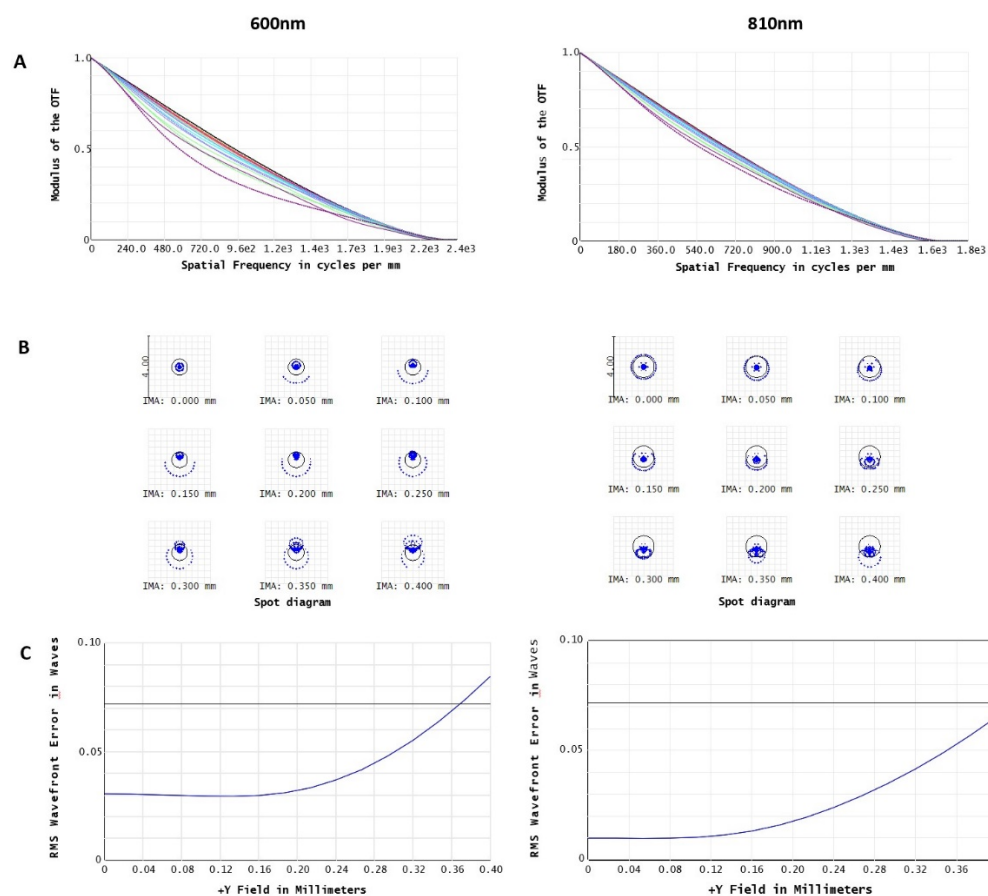 600nm 810nm
A
1.0 1.0
Modulus of the OTF Modulus of the OTF
0.5 0.5
0 0
0 240.0 480.0 720.0 9.6e2 1.2e3 1.4e3 1.7e3 1.9e3 2.2e3 2.4e3
0 180.0 360.0 540.0 720.0 900.0 1.1e3 1.3e3 1.4e3 1.6e3 1.8e3
Spatial Frequency in cycles per mm Spatial Frequency in cycles per mm
B
4.00 4.00
IMA: 0.000 mm IMA: 0.050 mm IMA: 0.100 mm IMA: 0.000 mm IMA: 0.050 mm IMA: 0.100 mm
IMA: 0.150 mm IMA: 0.200 mm IMA: 0.250 mm IMA: 0.150 mm IMA: 0.200 mm IMA: 0.250 mm
IMA: 0.300 mm IMA: 0.350 mm IMA: 0.400 mm IMA: 0.300 mm IMA: 0.350 mm IMA: 0.400 mm
Spot diagram Spot diagram
C
0.10 0.10
RMS Wavefront Error in Waves RMS Wavefront Error in Waves
0.05 0.05
0 0
0 0.04 0.08 0.12 0.16 0.20 0.24 0.28 0.32 0.36 0.40
0 0.04 0.08 0.12 0.16 0.20 0.24 0.28 0.32 0.36
+Y Field in Millimeters +Y Field in Millimeters